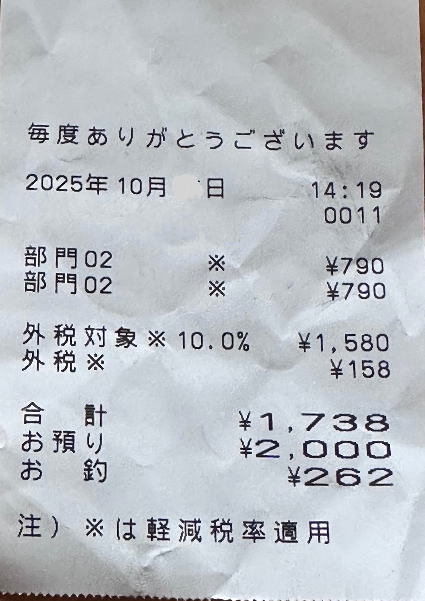 毎度ありがとうございます
2025年10月 日 14:19
0011
部門02 ※ ¥790
部門02 ※ ¥790
外税対象※ 10.0% ¥1,580
外税※ ¥158
合計 ¥1,738
お預り ¥2,000
お釣 ¥262
注)※は軽減税率適用